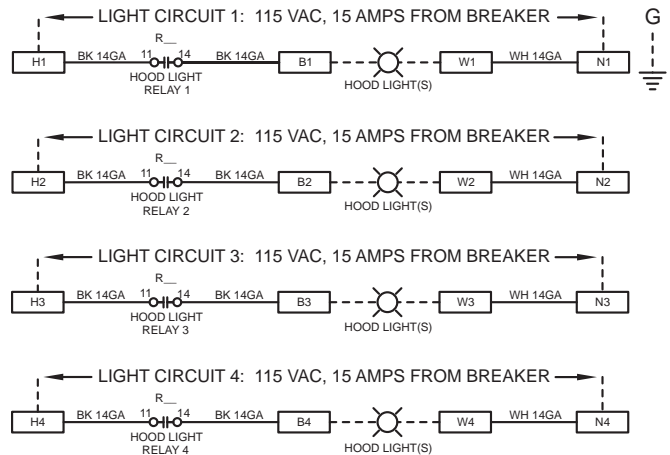 LIGHT CIRCUIT 1: 115 VAC, 15 AMPS FROM BREAKER
G
R__
H1 BK 14GA 11 14 BK 14GA B1 W1 WH 14GA N1
HOOD LIGHT
RELAY 1
HOOD LIGHT(S)
LIGHT CIRCUIT 2: 115 VAC, 15 AMPS FROM BREAKER
R__
H2 BK 14GA 11 14 BK 14GA B2 W2 WH 14GA N2
HOOD LIGHT
RELAY 2
HOOD LIGHT(S)
LIGHT CIRCUIT 3: 115 VAC, 15 AMPS FROM BREAKER
R__
H3 BK 14GA 11 14 BK 14GA B3 W3 WH 14GA N3
HOOD LIGHT
RELAY 3
HOOD LIGHT(S)
LIGHT CIRCUIT 4: 115 VAC, 15 AMPS FROM BREAKER
R__
H4 BK 14GA 11 14 BK 14GA B4 W4 WH 14GA N4
HOOD LIGHT
RELAY 4
HOOD LIGHT(S)